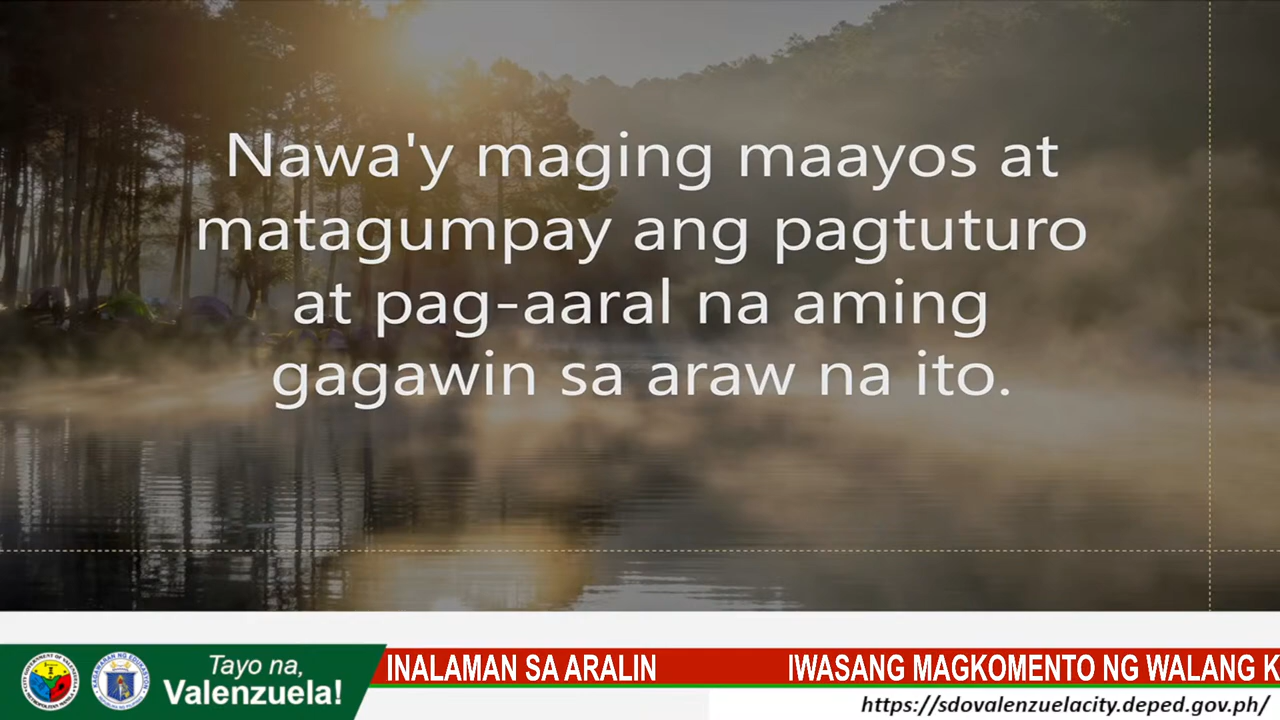 Nawa'y maging maayos at
matagumpay ang pagtuturo
at pag-aaral na aming
gagawin sa araw na ito.
Tayo na,
Valenzuela!
INALAMAN SA ARALIN
IWASANG MAGKOMENTO NG WALANG K
https://sdovalenzuelacity.deped.gov.ph/